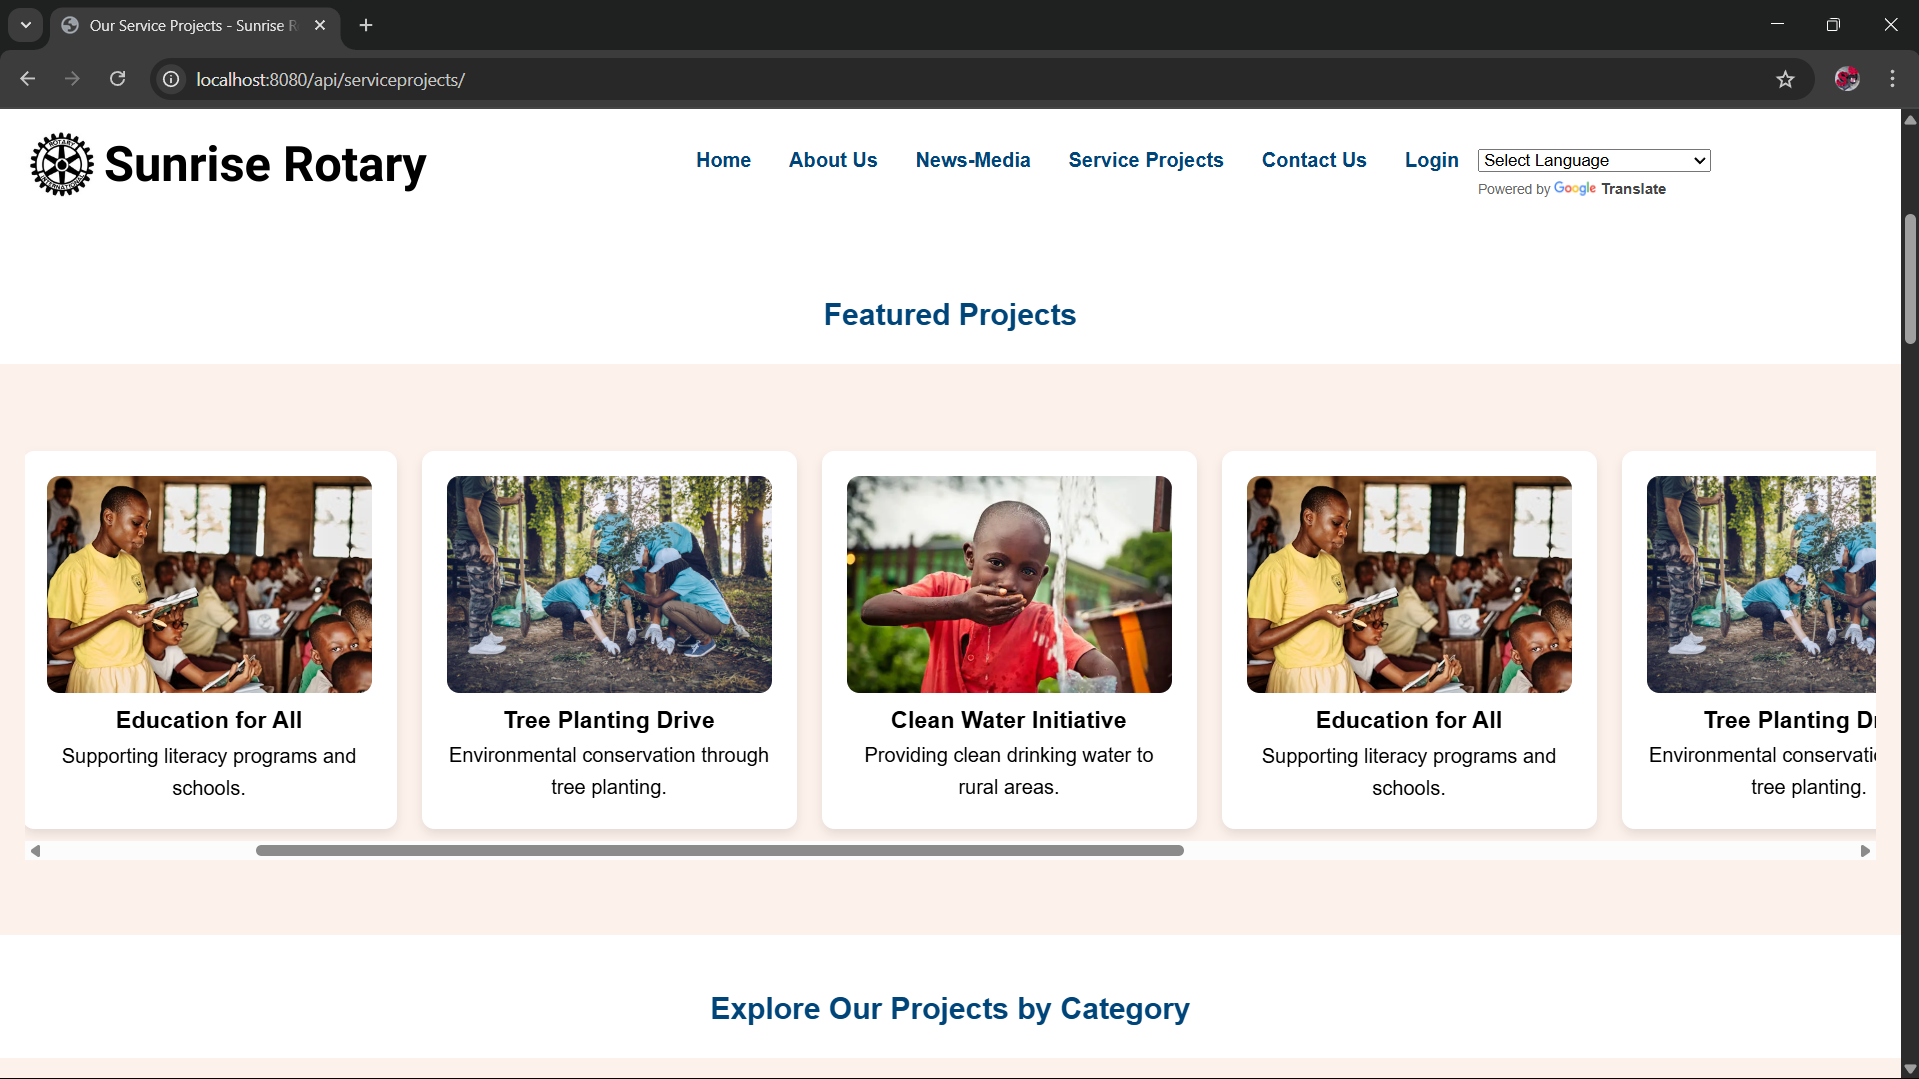 Our Service Projects - Sunrise R
localhost:8080/api/serviceprojects/
Sunrise Rotary
Home
About Us
News-Media
Service Projects
Contact Us
Login
Select Language
Powered by Google Translate
Featured Projects
Education for All
Supporting literacy programs and
schools.
Tree Planting Drive
Environmental conservation through
tree planting.
Clean Water Initiative
Providing clean drinking water to
rural areas.
Education for All
Supporting literacy programs and
schools.
Tree Planting Dr
Environmental conservati
tree planting.
Explore Our Projects by Category